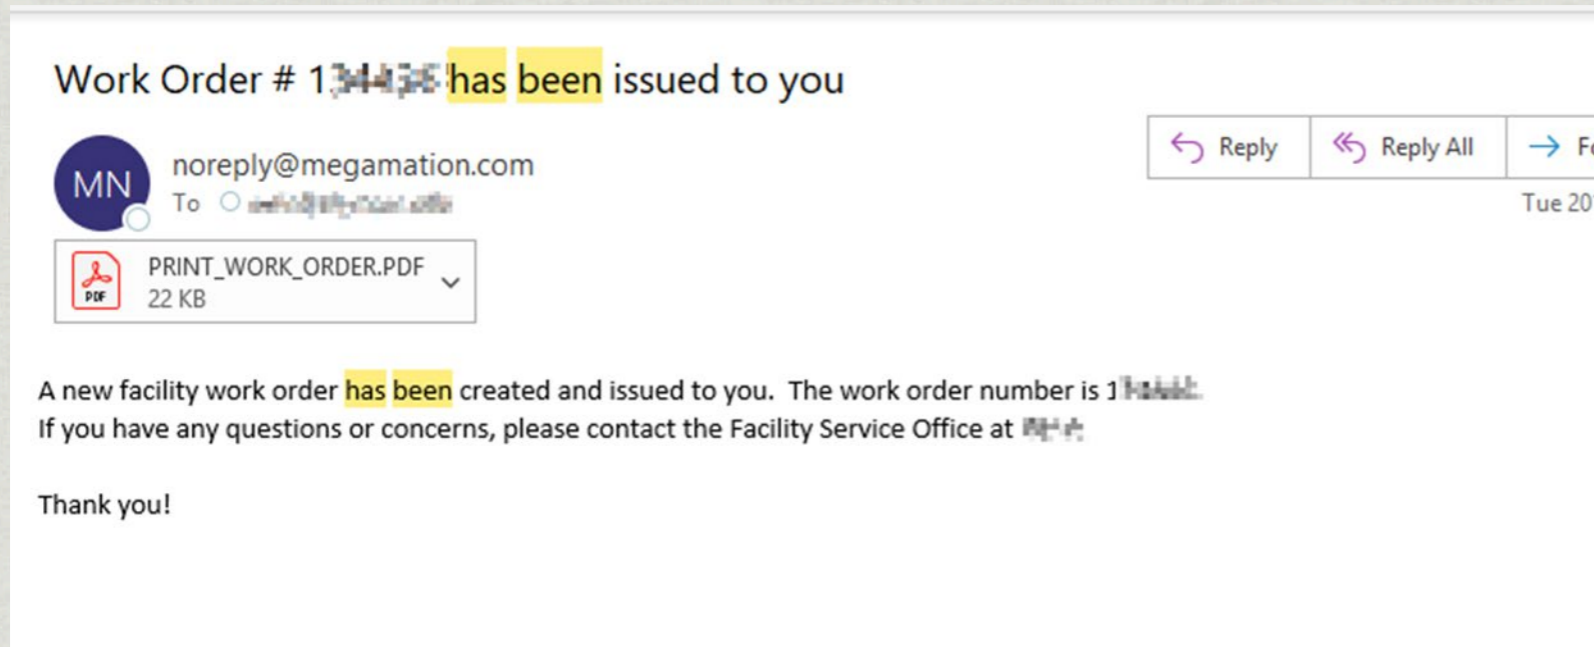 Work Order # 1 has been issued to you
MN
noreply@megamation.com
To
Reply
Reply All
Tue 20
PDF
PRINT_WORK_ORDER.PDF
22 KB
A new facility work order has been created and issued to you. The work order number is 1
If you have any questions or concerns, please contact the Facility Service Office at
Thank you!